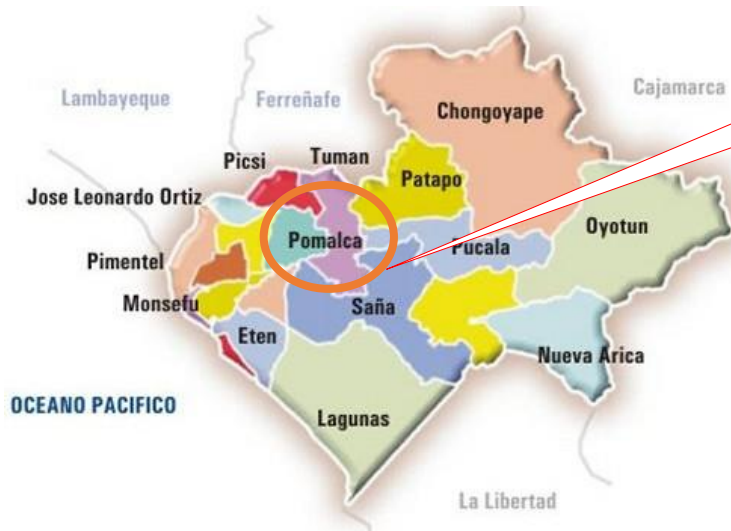 Lambayeque
Ferreñafe
Cajamarca
Chongoyape
Picsi
Tuman
Patapo
Jose Leonardo Ortiz
Pomalca
Pucala
Oyotun
Pimentel
Monsefu
Saña
Eten
Nueva Arica
OCEANO PACIFICO
Lagunas
La Libertad